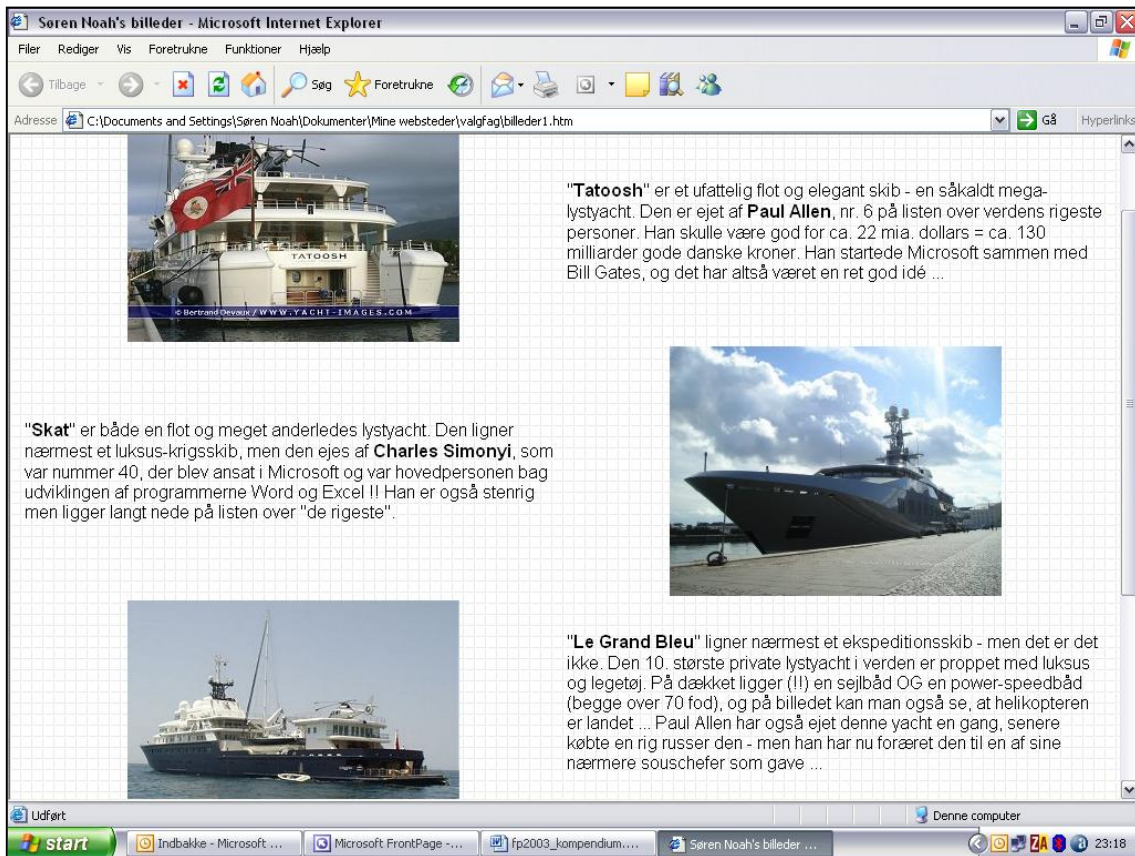 Søren Noah's billeder - Microsoft Internet Explorer
Filer Rediger Vis Foretrukne Funktioner Hjælp
Tilbage Søg Foretrukne
Adresse C:\Documents and Settings\Søren Noah\Dokumenter\Mine websteder\valgfag\billeder1.htm Gå Hyperlinks
TATOOSH
© Bertrand Devaux / WWW.YACHT-IMAGES.COM
"Tatoosh" er et ufattelig flot og elegant skib - en såkaldt mega-
lystyacht. Den er ejet af Paul Allen, nr. 6 på listen over verdens rigeste
personer. Han skulle være god for ca. 22 mia. dollars = ca. 130
milliarder gode danske kroner. Han startede Microsoft sammen med
Bill Gates, og det har altså været en ret god idé ...
"Skat" er både en flot og meget anderledes lystyacht. Den ligner
nærmest et luksus-krigsskib, men den ejes af Charles Simonyi, som
var nummer 40, der blev ansat i Microsoft og var hovedpersonen bag
udviklingen af programmerne Word og Excel !! Han er også stenrig
men ligger langt nede på listen over "de rigeste".
"Le Grand Bleu" ligner nærmest et ekspeditionsskib - men det er det
ikke. Den 10. største private lystyacht i verden er proppet med luksus
og legetøj. På dækket ligger (!!) en sejlbåd OG en power-speedbåd
(begge over 70 fod), og på billedet kan man også se, at helikopteren
er landet ... Paul Allen har også ejet denne yacht en gang, senere
købte en rig russer den - men han har nu foræret den til en af sine
nærmere souschefer som gave ...
Udført Denne computer
start Indbakke - Microsoft ... Microsoft FrontPage -... fp2003_kompendium.... Søren Noah's billeder ... ZA 23:18